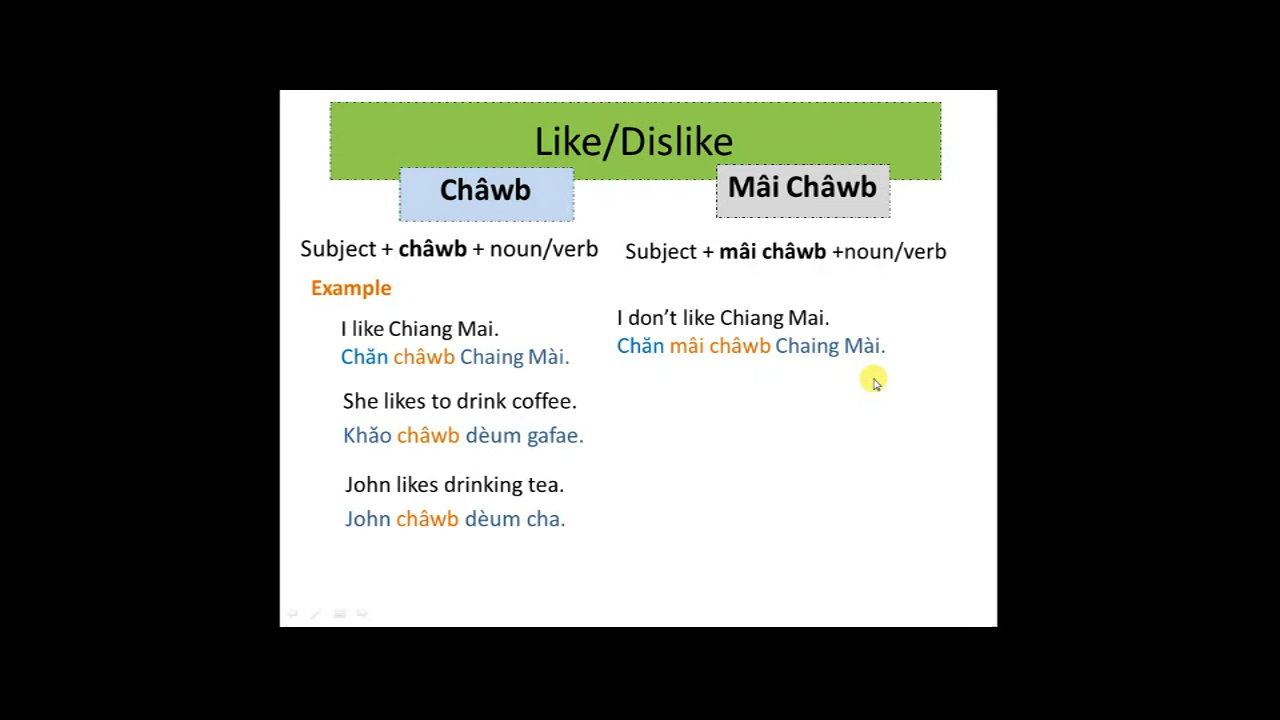 Like/Dislike
Châwb
Mâi Châwb
Subject + châwb + noun/verb
Subject + mâi châwb +noun/verb
Example
I like Chiang Mai.
Chăn châwb Chaing Mài.
She likes to drink coffee.
Khăo châwb dèum gafae.
John likes drinking tea.
John châwb dèum cha.
I don’t like Chiang Mai.
Chăn mâi châwb Chaing Mài.